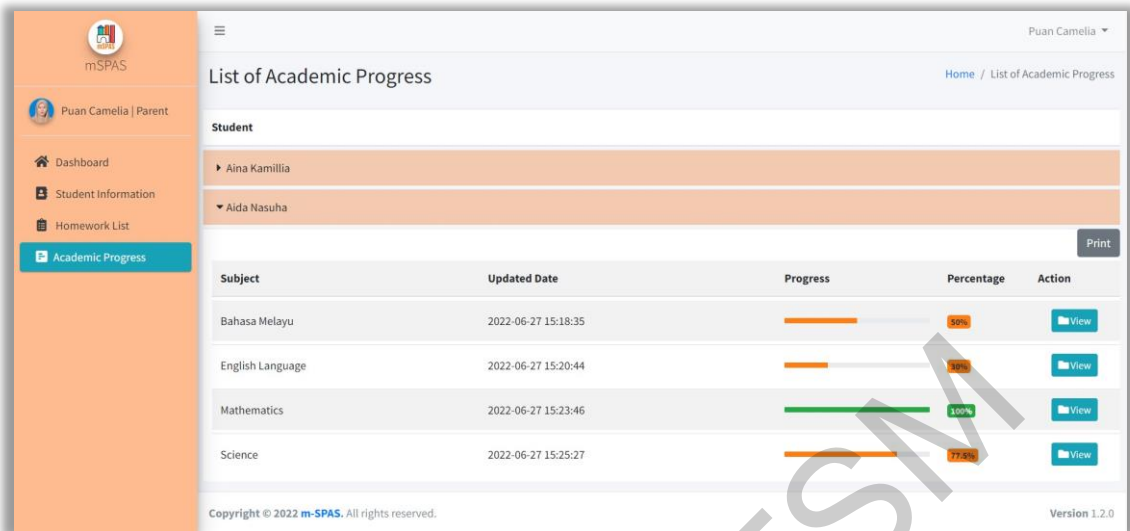 mSPAS
mSPAS
Puan Camelia | Parent
Dashboard
Student Information
Homework List
Academic Progress
Puan Camelia
List of Academic Progress
Home / List of Academic Progress
Student
Aina Kamillia
Aida Nasuha
Print
Subject Updated Date Progress Percentage Action
Bahasa Melayu 2022-06-27 15:18:35 50% View
English Language 2022-06-27 15:20:44 30% View
Mathematics 2022-06-27 15:23:46 100% View
Science 2022-06-27 15:25:27 77.5% View
Copyright © 2022 m-SPAS. All rights reserved.
Version 1.2.0
TSM